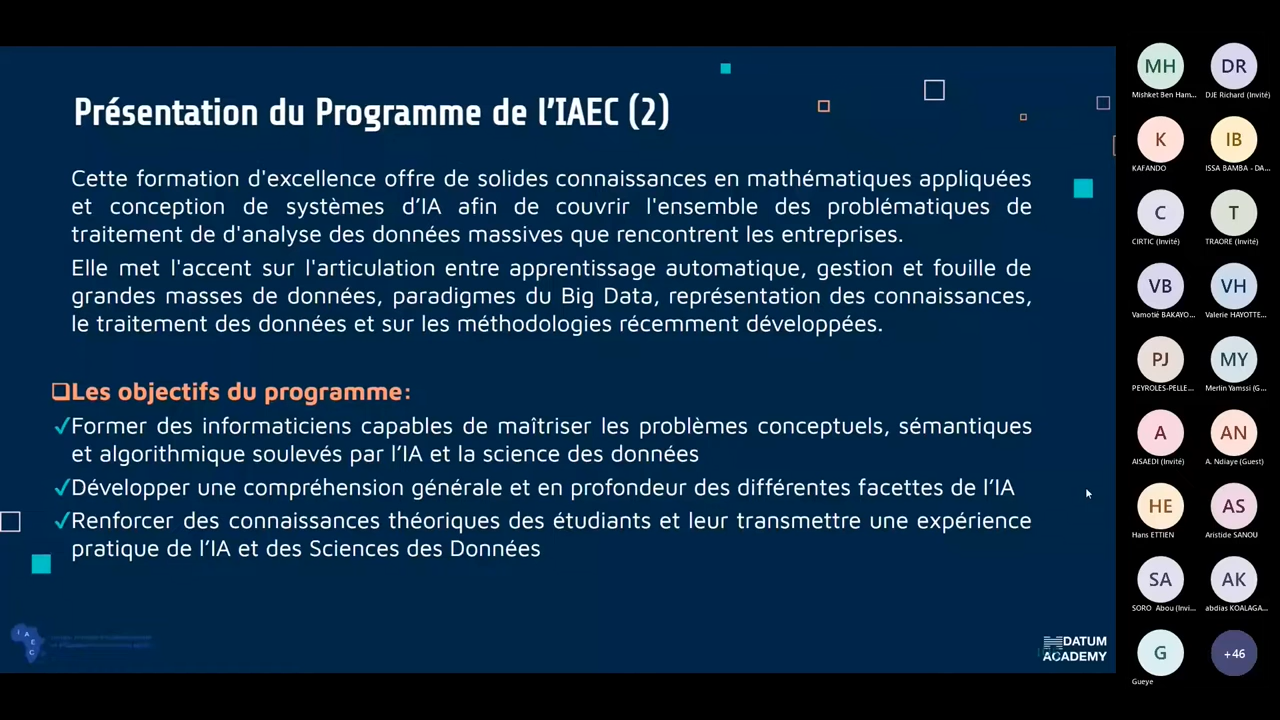 Présentation du Programme de l'IAEC (2)
Cette formation d'excellence offre de solides connaissances en mathématiques appliquées
et conception de systèmes d’IA afin de couvrir l'ensemble des problématiques de
traitement de d'analyse des données massives que rencontrent les entreprises.
Elle met l'accent sur l'articulation entre apprentissage automatique, gestion et fouille de
grandes masses de données, paradigmes du Big Data, représentation des connaissances,
le traitement des données et sur les méthodologies récemment développées.
❑Les objectifs du programme:
✓Former des informaticiens capables de maîtriser les problèmes conceptuels, sémantiques
et algorithmique soulevés par l’IA et la science des données
✓Développer une compréhension générale et en profondeur des différentes facettes de l’IA
✓Renforcer des connaissances théoriques des étudiants et leur transmettre une expérience
pratique de l’IA et des Sciences des Données
I A E C
DATUM
ACADEMY
MH DR
Mishket Ben Ham... DJE Richard (Invité)
K IB
KAFANDO ISSA BAMBA - DA...
C T
CIRTIC (Invité) TRAORE (Invité)
VB VH
Vamotié BAKAYO... Valerie HAYOTTE...
PJ MY
PEYROLES-PELLE... Merlin Yamssi (G...
A AN
AISAEDI (Invité) A. Ndiaye (Guest)
HE AS
Hans ETTIEN Aristide SANOU
SA AK
SORO Abou (Invi... abdias KOALAGA...
G +46
Gueye